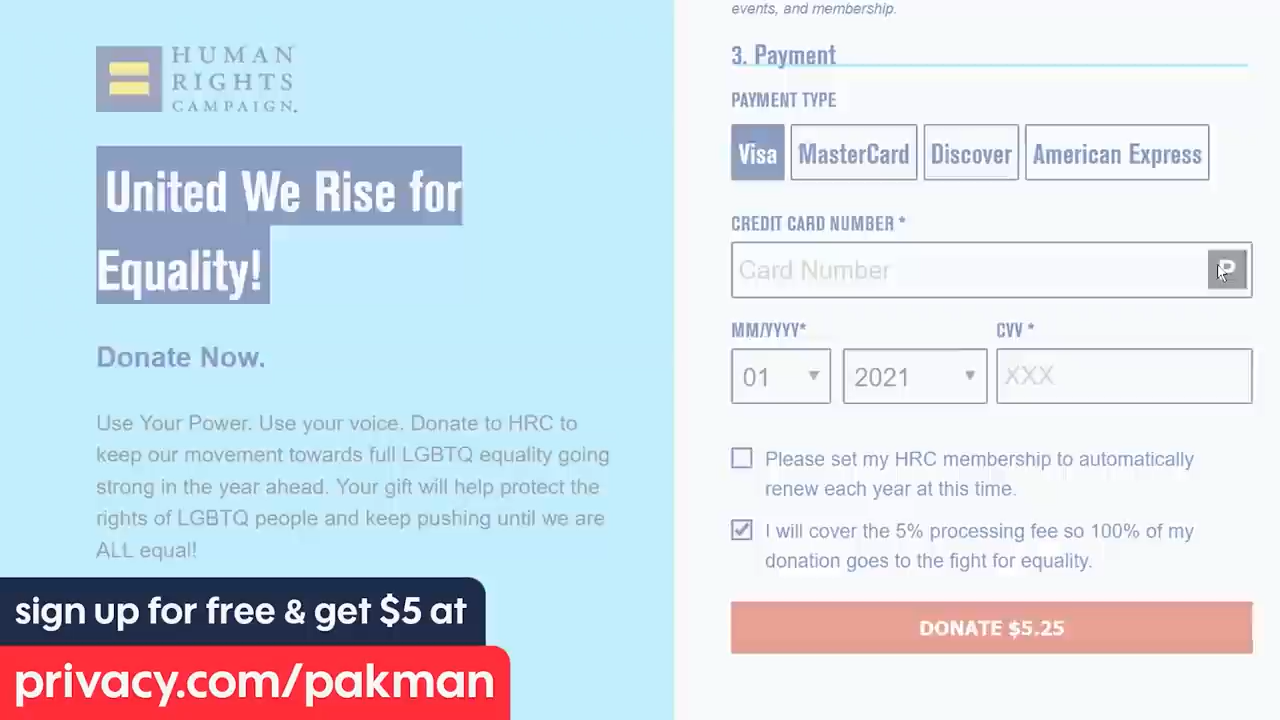 HUMAN
RIGHTS
CAMPAIGN.
United We Rise for
Equality!
Donate Now.
Use Your Power. Use your voice. Donate to HRC to
keep our movement towards full LGBTQ equality going
strong in the year ahead. Your gift will help protect the
rights of LGBTQ people and keep pushing until we are
ALL equal!
sign up for free & get $5 at
privacy.com/pakman
events, and membership.
3. Payment
PAYMENT TYPE
Visa MasterCard Discover American Express
CREDIT CARD NUMBER *
Card Number P
MM/YYYY* CVV *
01 2021 XXX
Please set my HRC membership to automatically
renew each year at this time.
I will cover the 5% processing fee so 100% of my
donation goes to the fight for equality.
DONATE $5.25